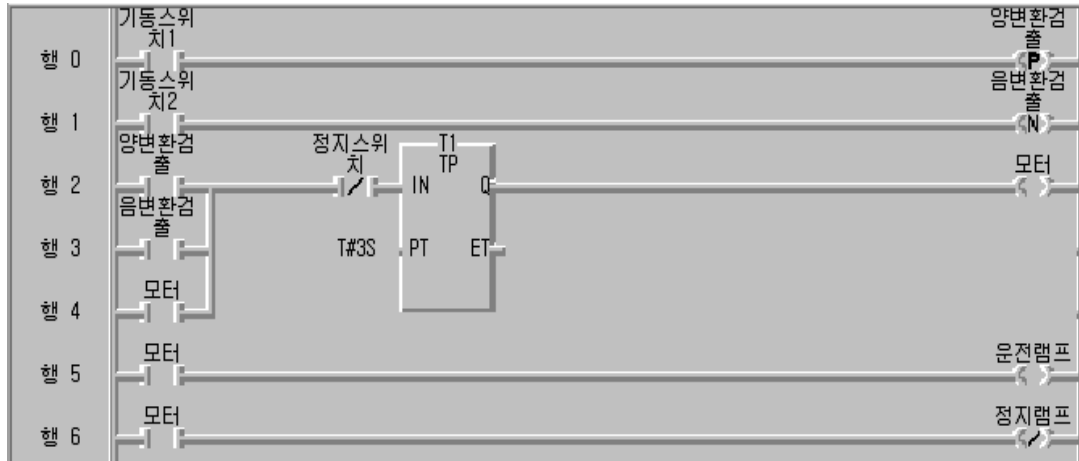 기동스위
치1
양변환검
출
행 0
P
기동스위
치2
음변환검
출
행 1
N
양변환검
출
정지스위
치
T1
TP
모터
행 2
IN
Q
음변환검
출
행 3
T#3S
PT
ET
모터
행 4
모터
운전램프
행 5
모터
정지램프
행 6